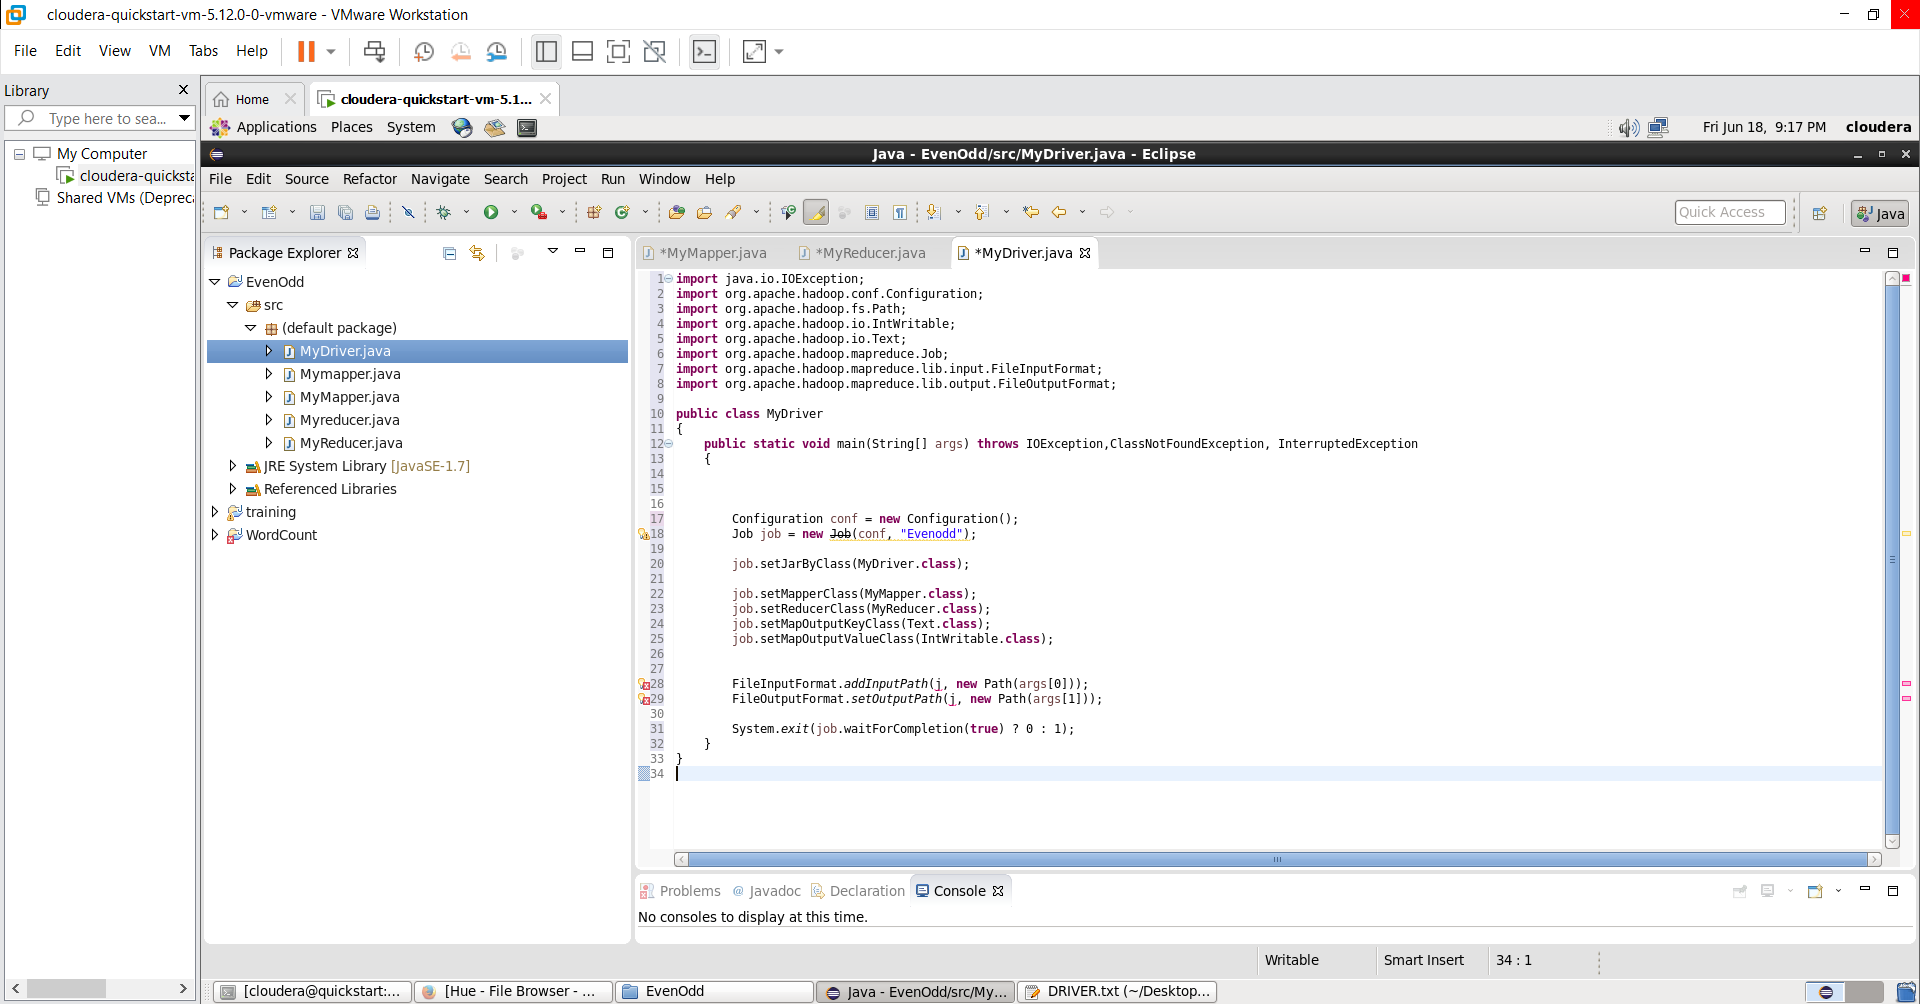 cloudera-quickstart-vm-5.12.0-0-vmware - VMware Workstation
File Edit View VM Tabs Help
Library
Type here to sea...
My Computer
cloudera-quicksta
Shared VMs (Depreca
Home cloudera-quickstart-vm-5.1...
Applications Places System Fri Jun 18, 9:17 PM cloudera
Java - EvenOdd/src/MyDriver.java - Eclipse
File Edit Source Refactor Navigate Search Project Run Window Help
Quick Access Java
Package Explorer
EvenOdd
src
(default package)
MyDriver.java
Mymapper.java
MyMapper.java
Myreducer.java
MyReducer.java
JRE System Library [JavaSE-1.7]
Referenced Libraries
training
WordCount
*MyMapper.java *MyReducer.java *MyDriver.java
1 import java.io.IOException;
2 import org.apache.hadoop.conf.Configuration;
3 import org.apache.hadoop.fs.Path;
4 import org.apache.hadoop.io.IntWritable;
5 import org.apache.hadoop.io.Text;
6 import org.apache.hadoop.mapreduce.Job;
7 import org.apache.hadoop.mapreduce.lib.input.FileInputFormat;
8 import org.apache.hadoop.mapreduce.lib.output.FileOutputFormat;
9
10 public class MyDriver
11 {
12 public static void main(String[] args) throws IOException,ClassNotFoundException, InterruptedException
13 {
14
15
16
17 Configuration conf = new Configuration();
18 Job job = new Job(conf, "Evenodd");
19
20 job.setJarByClass(MyDriver.class);
21
22 job.setMapperClass(MyMapper.class);
23 job.setReducerClass(MyReducer.class);
24 job.setMapOutputKeyClass(Text.class);
25 job.setMapOutputValueClass(IntWritable.class);
26
27
28 FileInputFormat.addInputPath(j, new Path(args[0]));
29 FileOutputFormat.setOutputPath(j, new Path(args[1]));
30
31 System.exit(job.waitForCompletion(true) ? 0 : 1);
32 }
33 }
34
Problems @ Javadoc Declaration Console
No consoles to display at this time.
Writable Smart Insert 34 : 1
[cloudera@quickstart:... [Hue - File Browser - ... EvenOdd Java - EvenOdd/src/My... DRIVER.txt (~/Desktop...